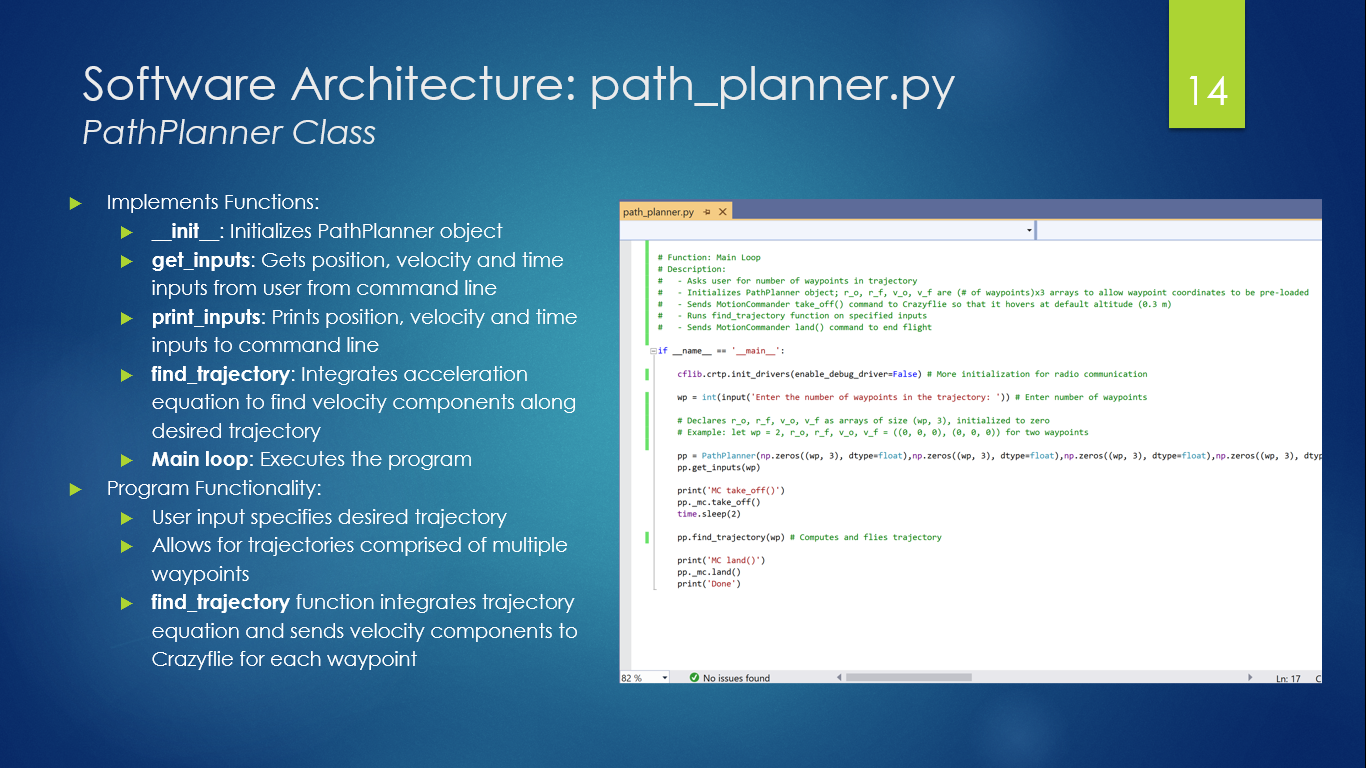 Software Architecture: path_planner.py
PathPlanner Class
14
Implements Functions:
__init__: Initializes PathPlanner object
get_inputs: Gets position, velocity and time
inputs from user from command line
print_inputs: Prints position, velocity and time
inputs to command line
find_trajectory: Integrates acceleration
equation to find velocity components along
desired trajectory
Main loop: Executes the program
Program Functionality:
User input specifies desired trajectory
Allows for trajectories comprised of multiple
waypoints
find_trajectory function integrates trajectory
equation and sends velocity components to
Crazyflie for each waypoint
path_planner.py
# Function: Main Loop
# Description:
#   - Asks user for number of waypoints in trajectory
#   - Initializes PathPlanner object; r_o, r_f, v_o, v_f are (# of waypoints)x3 arrays to allow waypoint coordinates to be pre-loaded
#   - Sends MotionCommander take_off() command to Crazyflie so that it hovers at default altitude (0.3 m)
#   - Runs find_trajectory function on specified inputs
#   - Sends MotionCommander land() command to end flight
if __name__ == '__main__':
cflib.crtp.init_drivers(enable_debug_driver=False) # More initialization for radio communication
wp = int(input('Enter the number of waypoints in the trajectory: ')) # Enter number of waypoints
# Declares r_o, r_f, v_o, v_f as arrays of size (wp, 3), initialized to zero
# Example: let wp = 2, r_o, r_f, v_o, v_f = ((0, 0, 0), (0, 0, 0)) for two waypoints
pp = PathPlanner(np.zeros((wp, 3), dtype=float),np.zeros((wp, 3), dtype=float),np.zeros((wp, 3), dtype=float),np.zeros((wp, 3), dtyp
pp.get_inputs(wp)
print('MC take_off()')
pp._mc.take_off()
time.sleep(2)
pp.find_trajectory(wp) # Computes and flies trajectory
print('MC land()')
pp._mc.land()
print('Done')
82 %
No issues found
Ln: 17
C